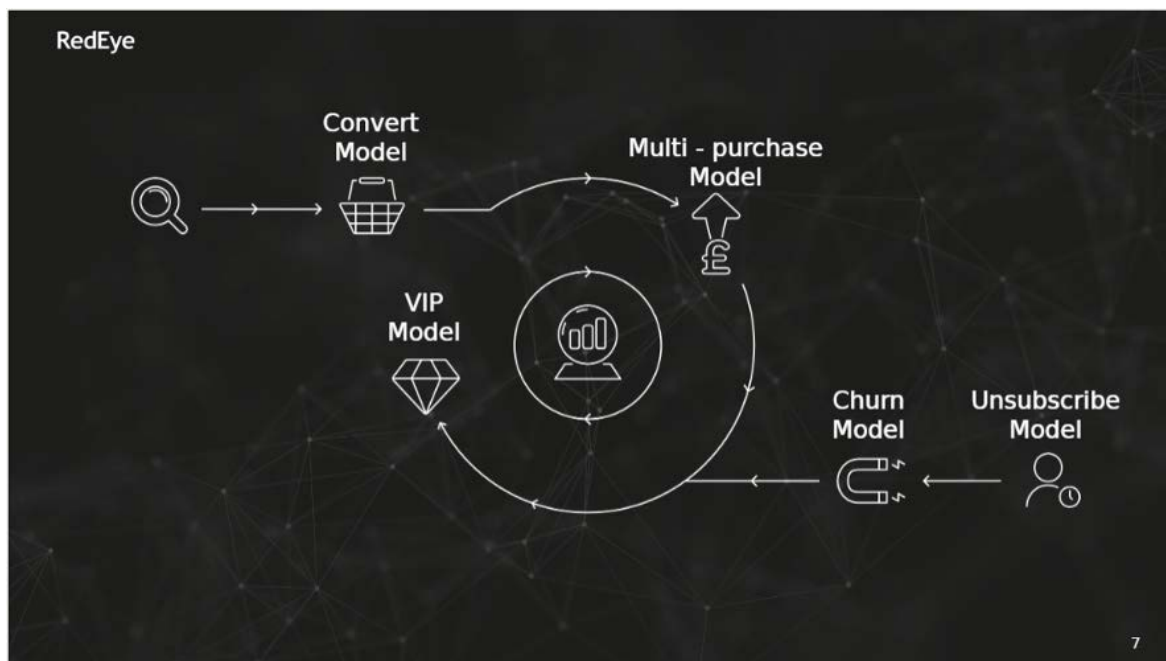 RedEye
Convert
Model
Multi - purchase
Model
£
VIP
Model
Churn
Model
Unsubscribe
Model
7